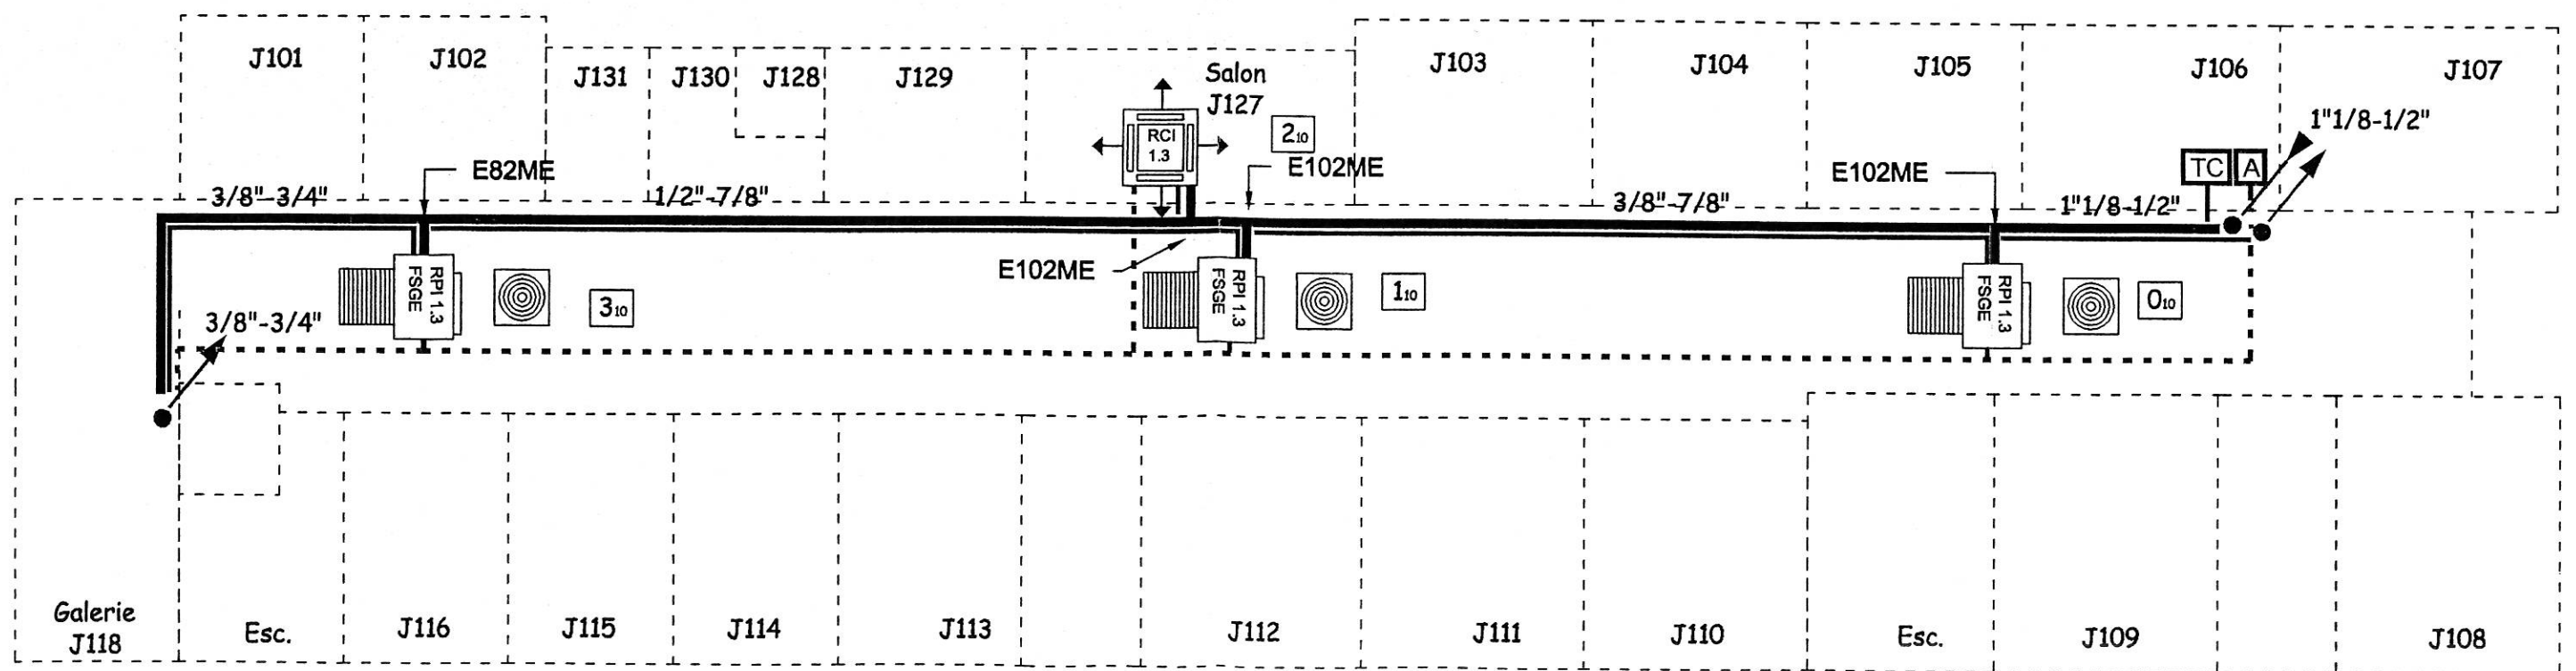 J101
J102
J131
J130
J128
J129
Salon
J127
J103
J104
J105
J106
J107
RCI
1.3
2₁₀
1"1/8-1/2"
E82ME
E102ME
E102ME
TC
A
3/8"-3/4"
1/2"-7/8"
3/8"-7/8"
1"1/8-1/2"
E102ME
RPI 1.3
FSGE
3₁₀
RPI 1.3
FSGE
1₁₀
RPI 1.3
FSGE
0₁₀
3/8"-3/4"
Galerie
J118
Esc.
J116
J115
J114
J113
J112
J111
J110
Esc.
J109
J108